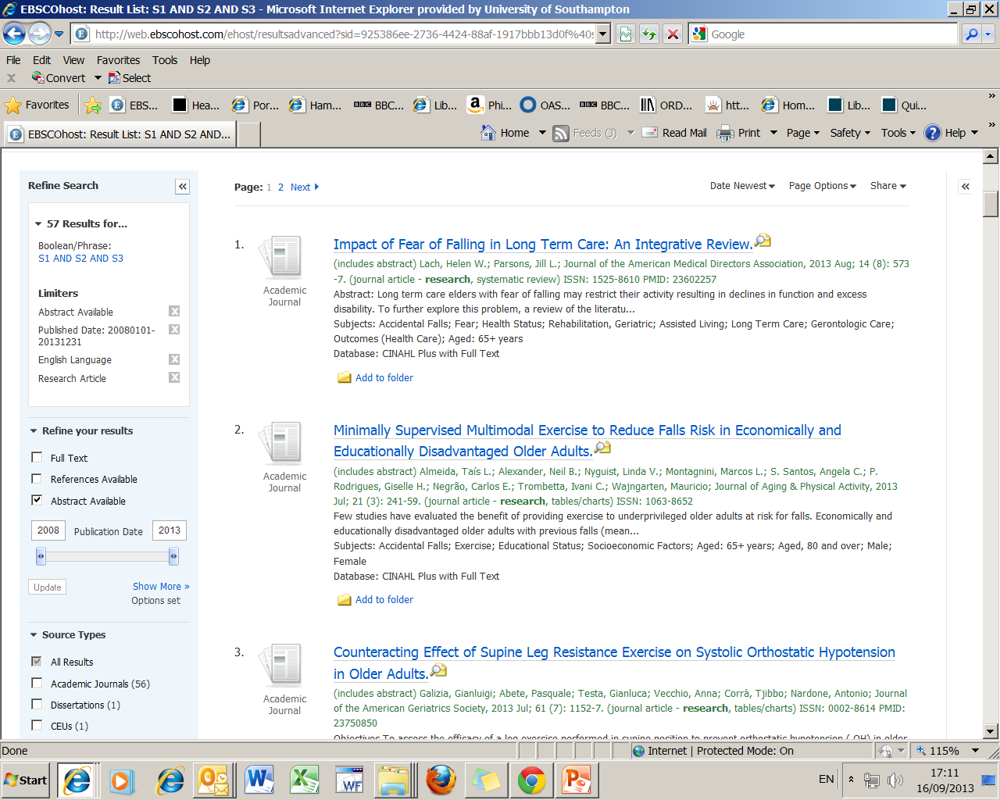 EBSCOhost: Result List: S1 AND S2 AND S3 - Microsoft Internet Explorer provided by University of Southampton
http://web.ebscohost.com/ehost/resultsadvanced?sid=925386ee-2736-4424-88af-1917bbb13d0f%40s
Google
File Edit View Favorites Tools Help
x Convert Select
Favorites EBS... Hea... Por... Ham... BBC BBC... Lib... Phi... OAS... BBC BBC... ORD... htt... Hom... Lib... Qui... »
EBSCOhost: Result List: S1 AND S2 AND... Home Feeds (J) Read Mail Print Page Safety Tools Help »
Refine Search «
57 Results for...
Boolean/Phrase:
S1 AND S2 AND S3
Limiters
Abstract Available
Published Date: 20080101-
20131231
English Language
Research Article
Refine your results
Full Text
References Available
Abstract Available
2008 Publication Date 2013
Update
Show More »
Options set
Source Types
All Results
Academic Journals (56)
Dissertations (1)
CEUs (1)
Page: 1 2 Next
Date Newest Page Options Share «
1. Impact of Fear of Falling in Long Term Care: An Integrative Review.
Academic
Journal
(includes abstract) Lach, Helen W.; Parsons, Jill L.; Journal of the American Medical Directors Association, 2013 Aug; 14 (8): 573
-7. (journal article - research, systematic review) ISSN: 1525-8610 PMID: 23602257
Abstract: Long term care elders with fear of falling may restrict their activity resulting in declines in function and excess
disability. To further explore this problem, a review of the literatu...
Subjects: Accidental Falls; Fear; Health Status; Rehabilitation, Geriatric; Assisted Living; Long Term Care; Gerontologic Care;
Outcomes (Health Care); Aged: 65+ years
Database: CINAHL Plus with Full Text
Add to folder
2. Minimally Supervised Multimodal Exercise to Reduce Falls Risk in Economically and
Educationally Disadvantaged Older Adults.
Academic
Journal
(includes abstract) Almeida, Taís L.; Alexander, Neil B.; Nyguist, Linda V.; Montagnini, Marcos L.; S. Santos, Angela C.; P.
Rodrigues, Giselle H.; Negrão, Carlos E.; Trombetta, Ivani C.; Wajngarten, Mauricio; Journal of Aging & Physical Activity, 2013
Jul; 21 (3): 241-59. (journal article - research, tables/charts) ISSN: 1063-8652
Few studies have evaluated the benefit of providing exercise to underprivileged older adults at risk for falls. Economically and
educationally disadvantaged older adults with previous falls (mean...
Subjects: Accidental Falls; Exercise; Educational Status; Socioeconomic Factors; Aged: 65+ years; Aged, 80 and over; Male;
Female
Database: CINAHL Plus with Full Text
Add to folder
3. Counteracting Effect of Supine Leg Resistance Exercise on Systolic Orthostatic Hypotension
in Older Adults.
Academic
Journal
(includes abstract) Galizia, Gianluigi; Abete, Pasquale; Testa, Gianluca; Vecchio, Anna; Corrà, Tjibbo; Nardone, Antonio; Journal
of the American Geriatrics Society, 2013 Jul; 61 (7): 1152-7. (journal article - research, tables/charts) ISSN: 0002-8614 PMID:
23750850
Objectives To assess the efficacy of a leg exercise performed in supine position to prevent orthostatic hypotension ( OH) in older
Done
Internet | Protected Mode: On
115%
Start
W X WF P
EN
17:11
16/09/2013